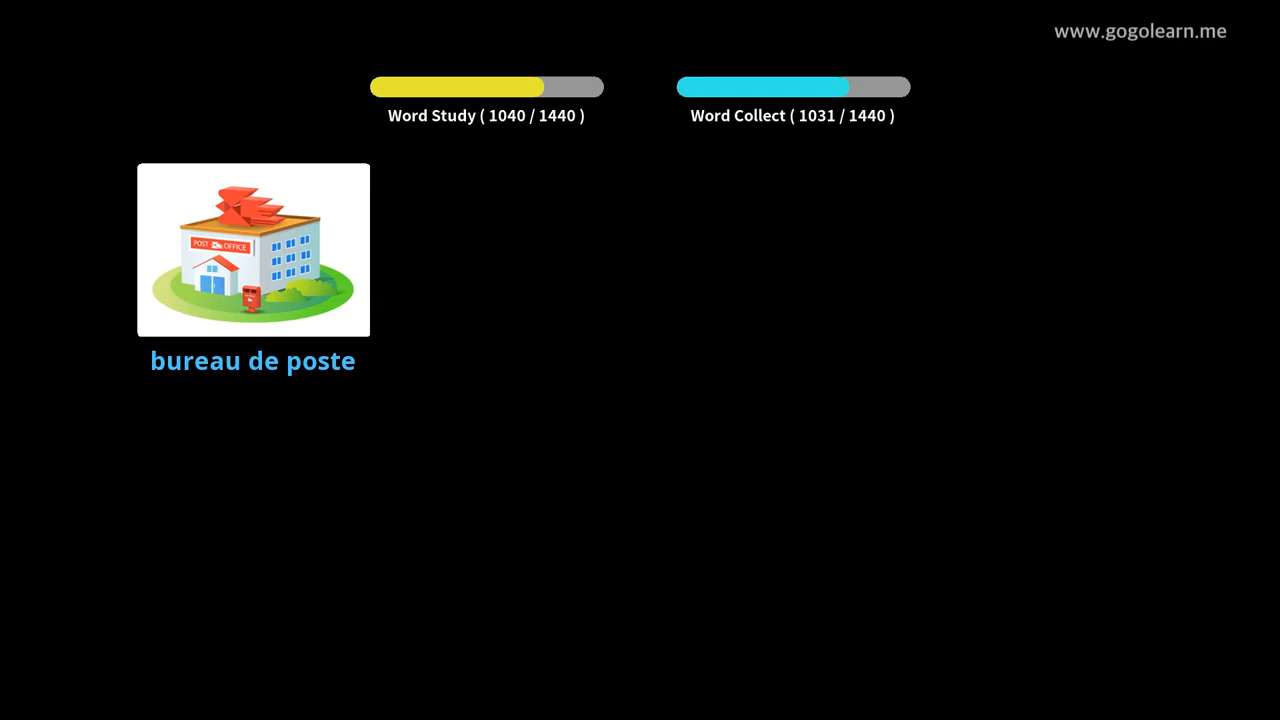 www.gogolearn.me
Word Study ( 1040 / 1440 )
Word Collect ( 1031 / 1440 )
POST OFFICE
bureau de poste